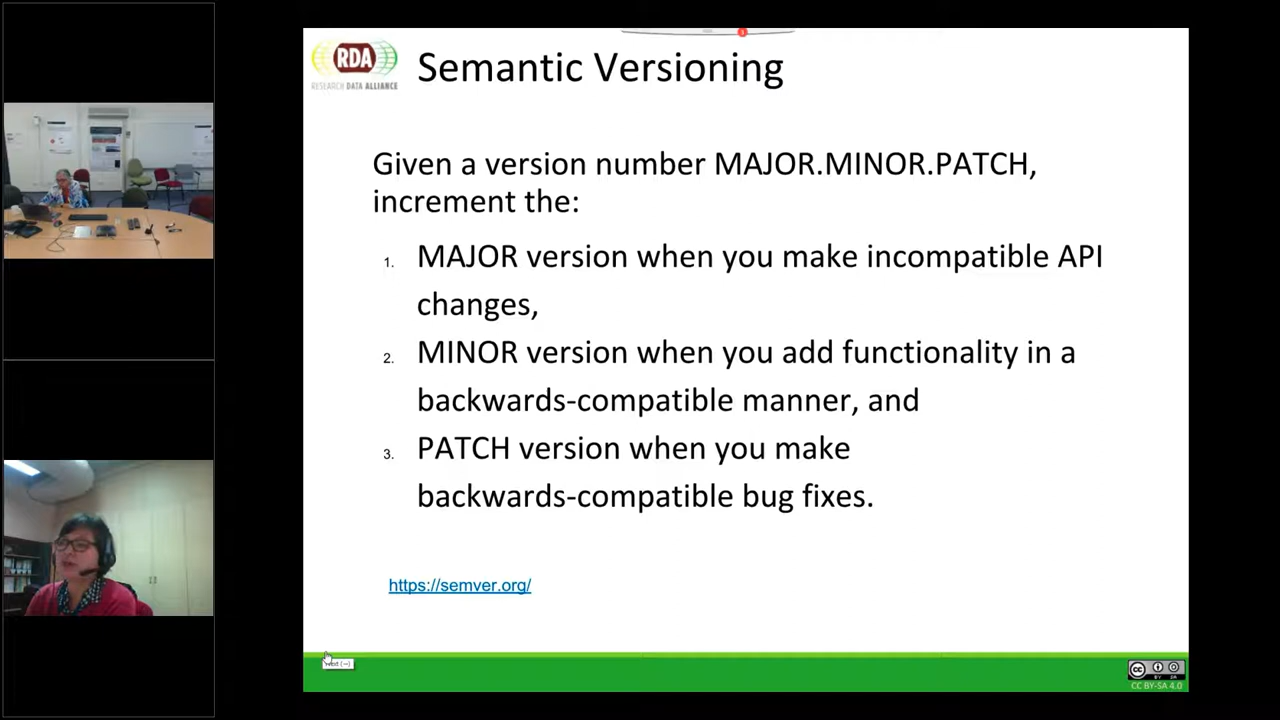 RDA
RESEARCH DATA ALLIANCE
Semantic Versioning
Given a version number MAJOR.MINOR.PATCH,
increment the:
1. MAJOR version when you make incompatible API
changes,
2. MINOR version when you add functionality in a
backwards-compatible manner, and
3. PATCH version when you make
backwards-compatible bug fixes.
https://semver.org/
CC BY-SA 4.0